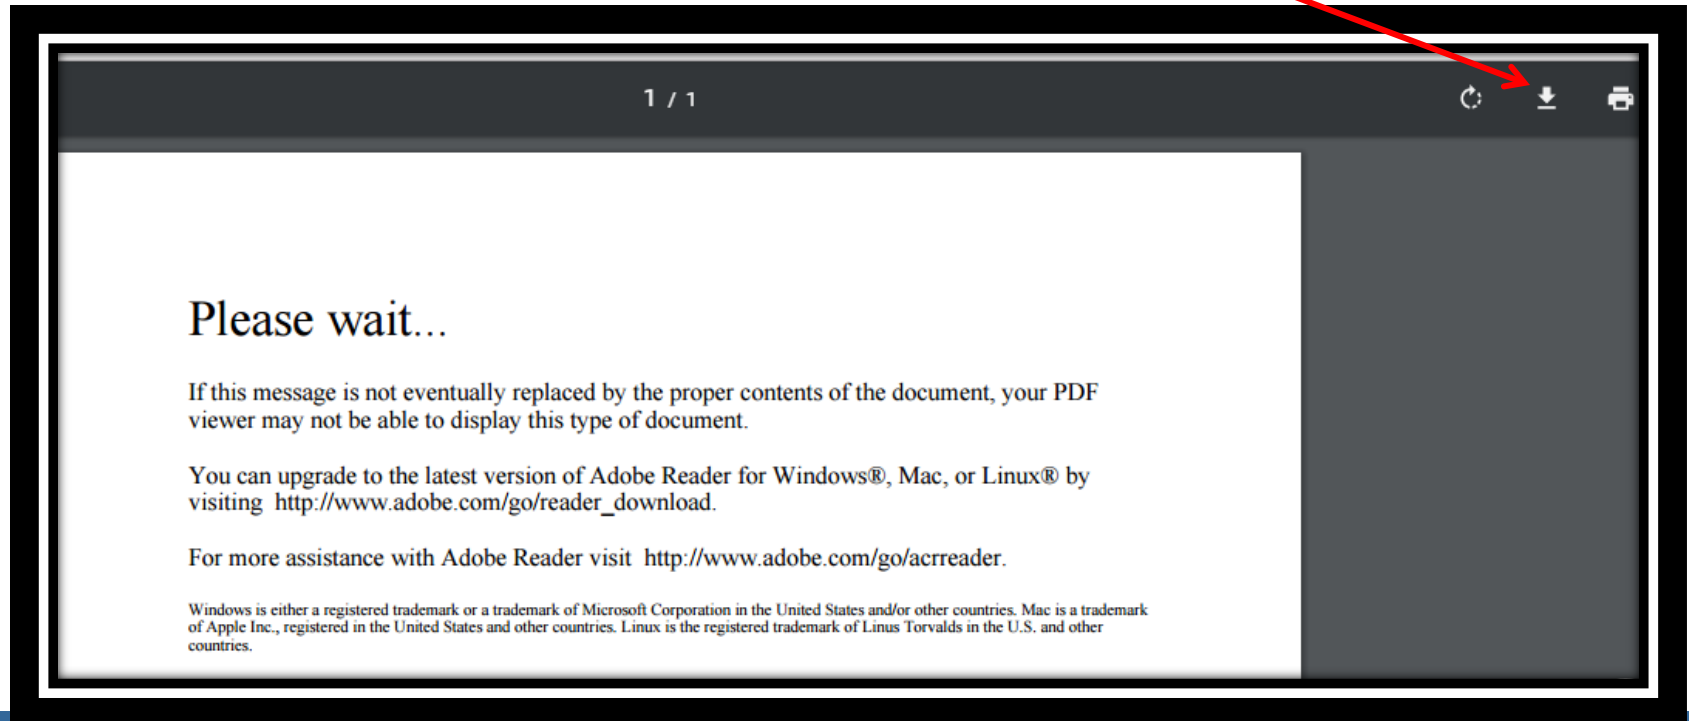 1 / 1
Please wait...
If this message is not eventually replaced by the proper contents of the document, your PDF
viewer may not be able to display this type of document.
You can upgrade to the latest version of Adobe Reader for Windows®, Mac, or Linux® by
visiting  http://www.adobe.com/go/reader_download.
For more assistance with Adobe Reader visit  http://www.adobe.com/go/acrreader.
Windows is either a registered trademark or a trademark of Microsoft Corporation in the United States and/or other countries. Mac is a trademark
of Apple Inc., registered in the United States and other countries. Linux is the registered trademark of Linus Torvalds in the U.S. and other
countries.